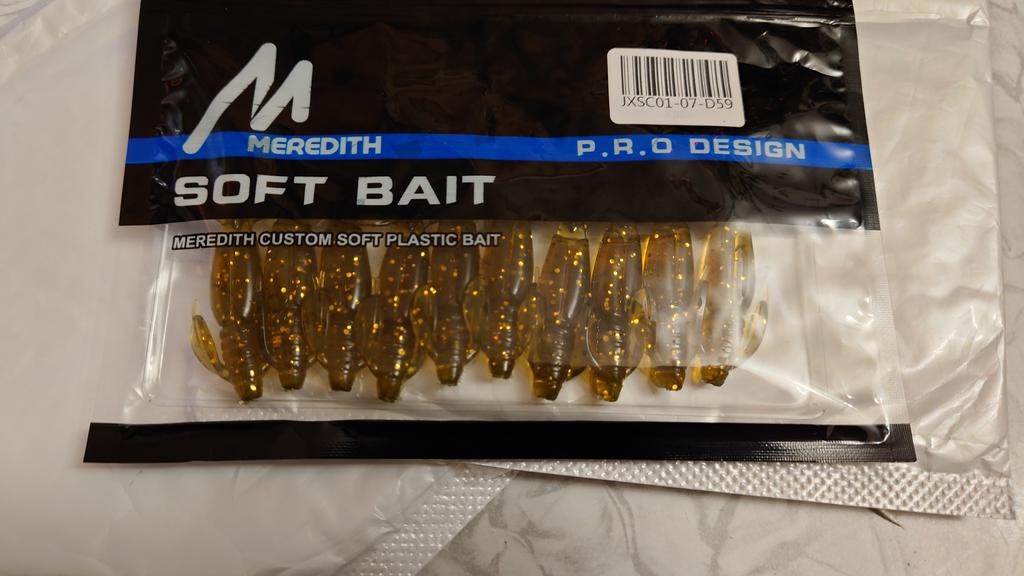 M
JXSC01-07-D59
MEREDITH
P.R.O DESIGN
SOFT BAIT
MEREDITH CUSTOM SOFT PLASTIC BAIT